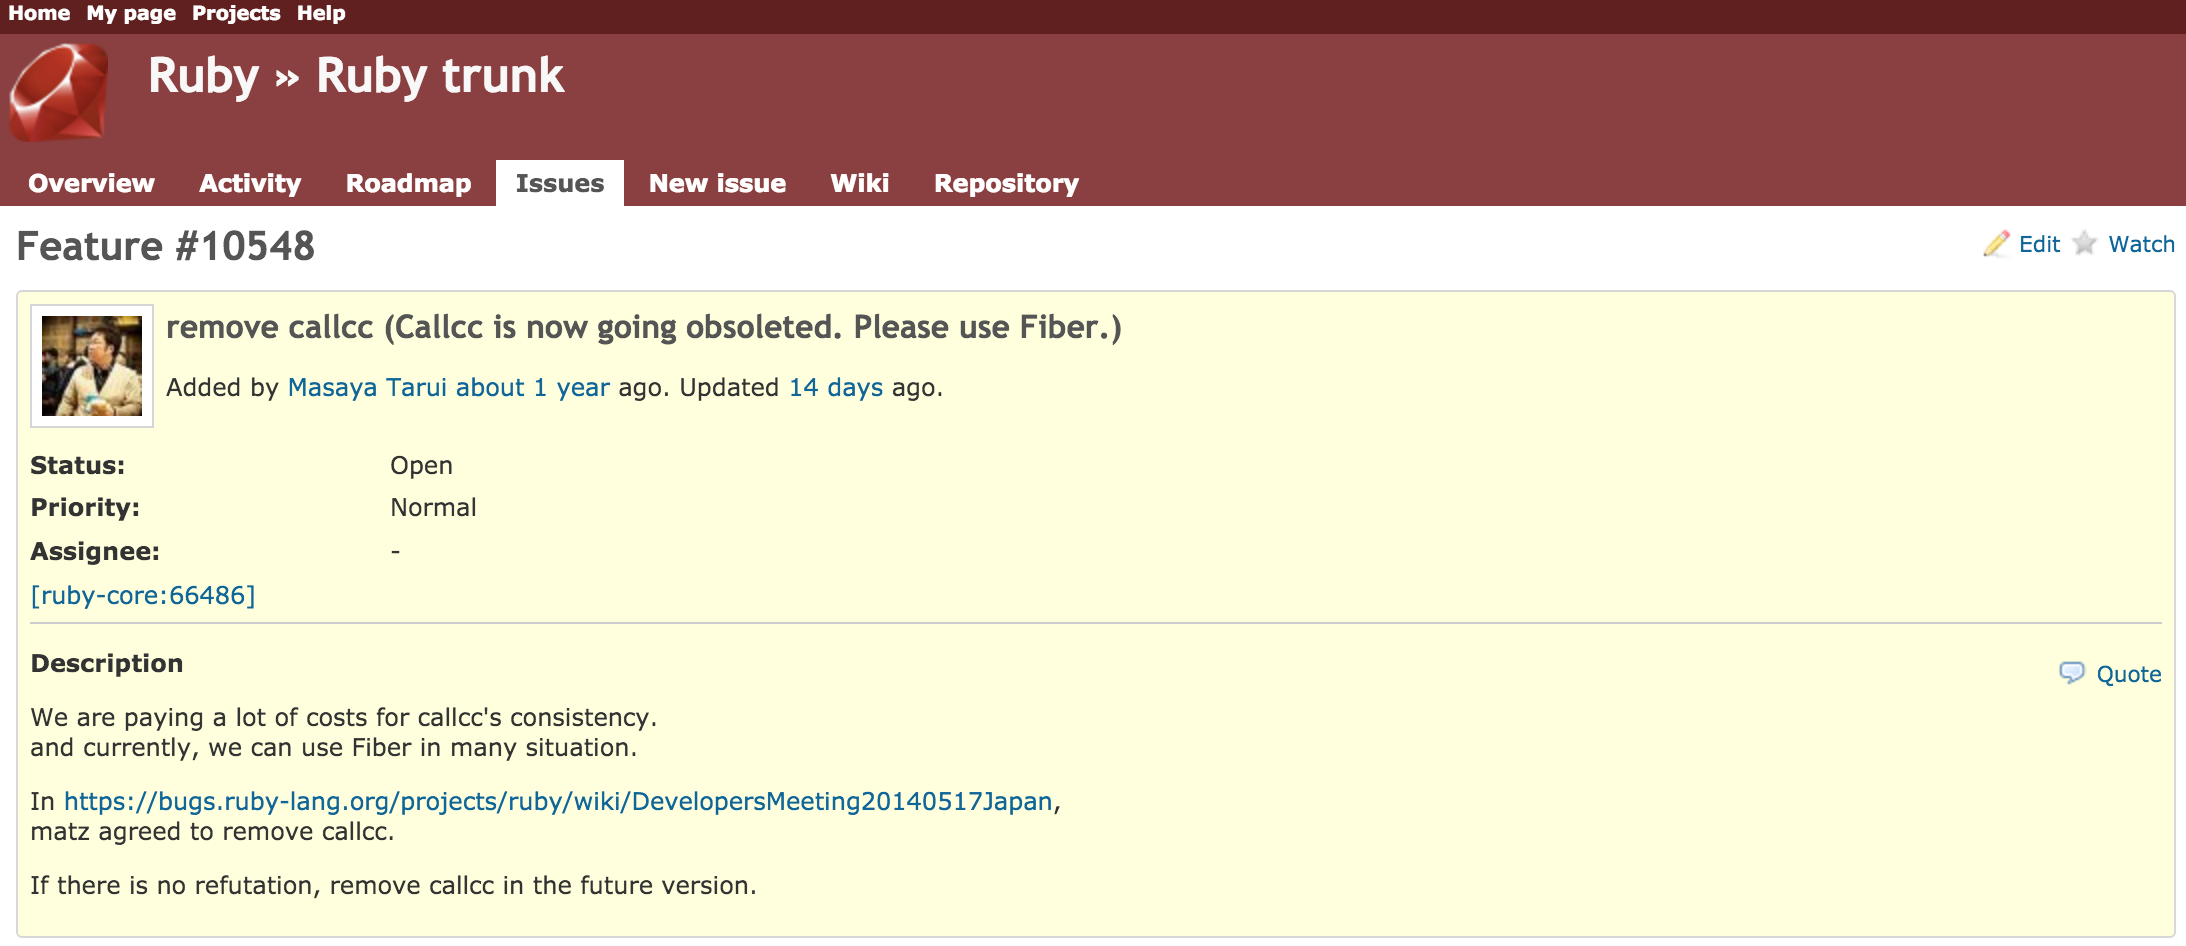 Home My page Projects Help
Ruby » Ruby trunk
Overview Activity Roadmap Issues New issue Wiki Repository
Feature #10548
Edit Watch
remove callcc (Callcc is now going obsoleted. Please use Fiber.)
Added by Masaya Tarui about 1 year ago. Updated 14 days ago.
Status: Open
Priority: Normal
Assignee: -
[ruby-core:66486]
Description
Quote
We are paying a lot of costs for callcc's consistency.
and currently, we can use Fiber in many situation.
In https://bugs.ruby-lang.org/projects/ruby/wiki/DevelopersMeeting20140517Japan,
matz agreed to remove callcc.
If there is no refutation, remove callcc in the future version.